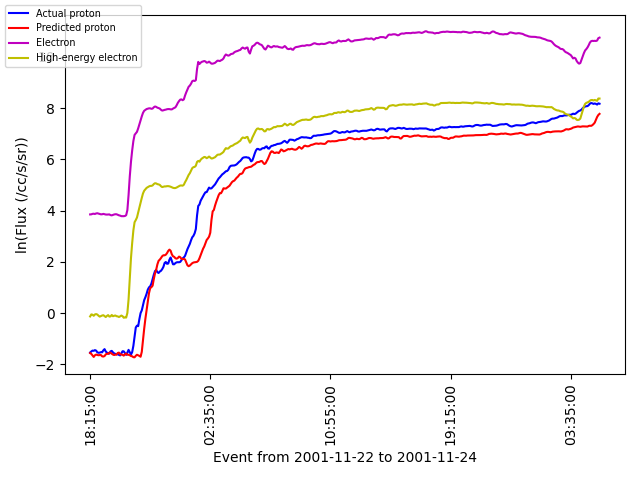 Actual proton
Predicted proton
Electron
High-energy electron
ln(Flux (/cc/s/sr))
8
6
4
2
0
−2
18:15:00
02:35:00
10:55:00
19:15:00
03:35:00
Event from 2001-11-22 to 2001-11-24